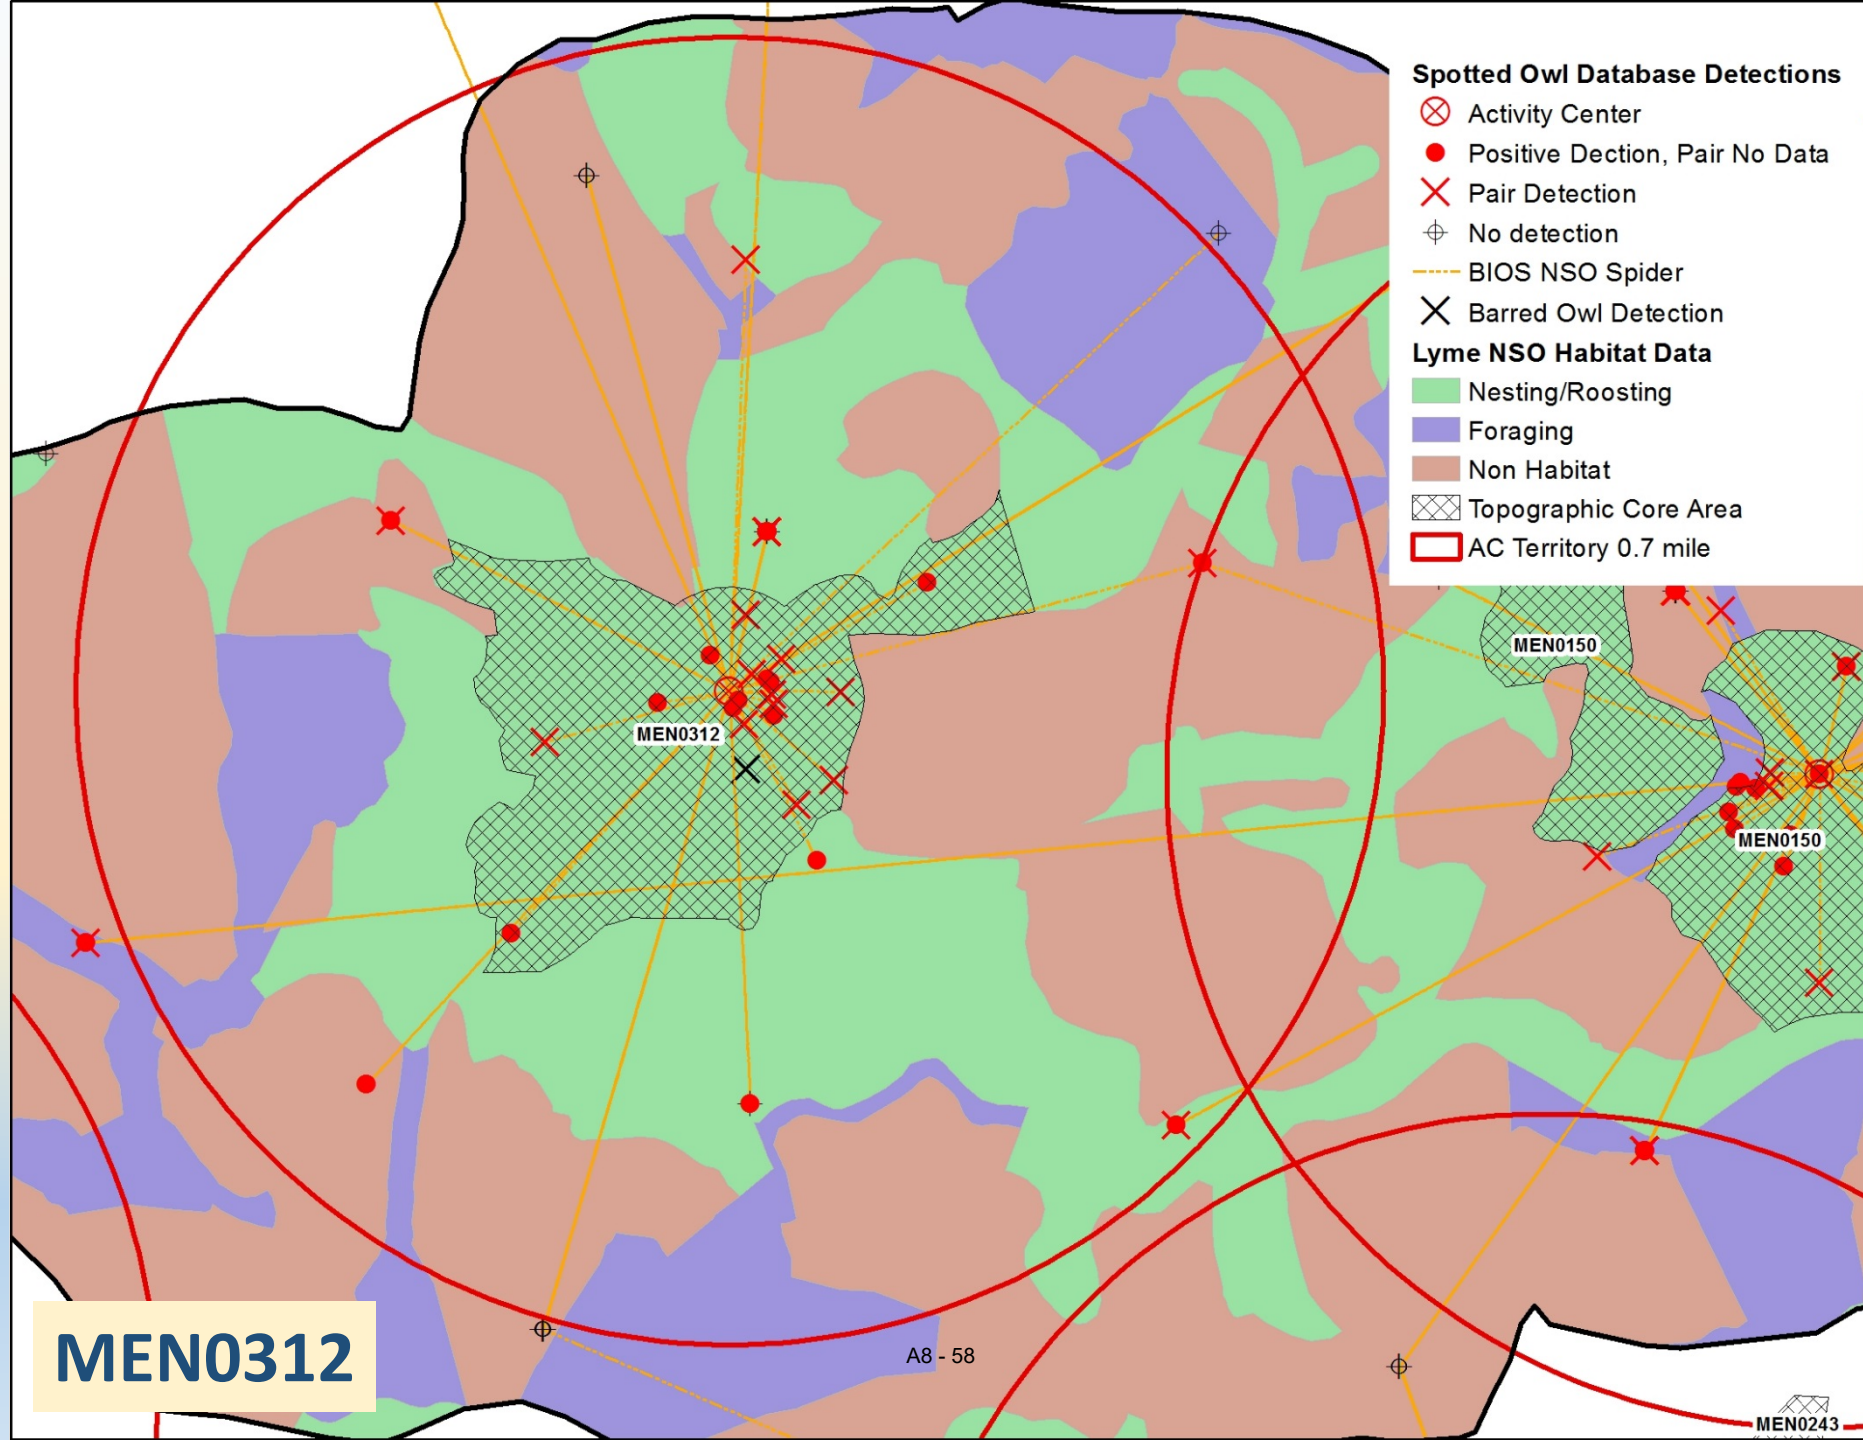 Spotted Owl Database Detections
Activity Center
Positive Dection, Pair No Data
Pair Detection
No detection
BIOS NSO Spider
Barred Owl Detection
Lyme NSO Habitat Data
Nesting/Roosting
Foraging
Non Habitat
Topographic Core Area
AC Territory 0.7 mile
MEN0150
MEN0312
MEN0150
MEN0312
A8 - 58
MEN0243